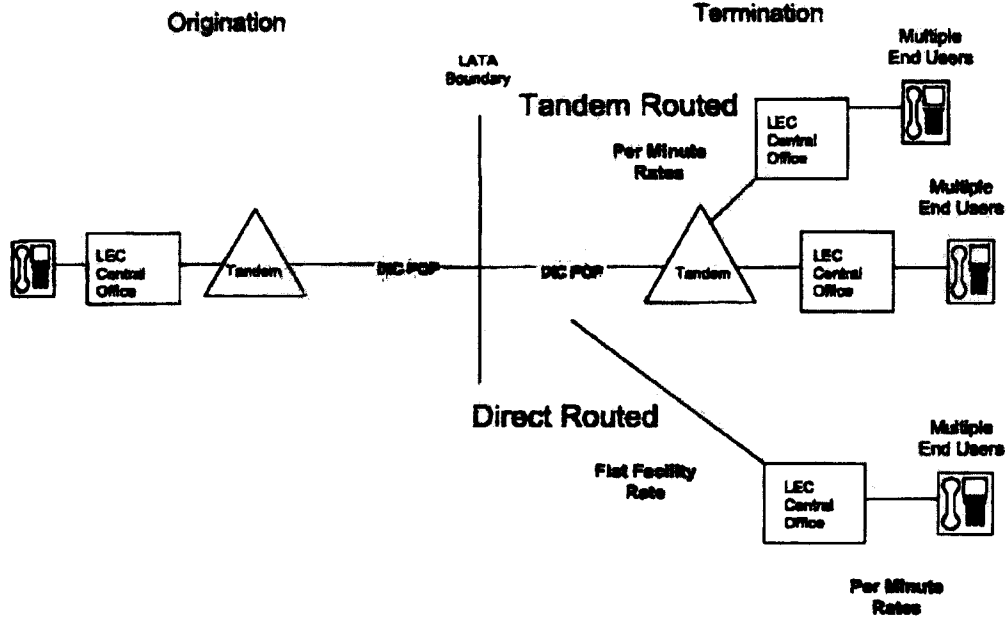 Origination
Termination
LATA
Boundary
Multiple
End Users
Tandem Routed
LEC
Central
Office
Per Minute
Rates
Multiple
End Users
LEC
Central
Office
Tandem
POP
POP
Tandem
LEC
Central
Office
Direct Routed
Multiple
End Users
Flat Facility
Rate
LEC
Central
Office
Per Minute
Rates